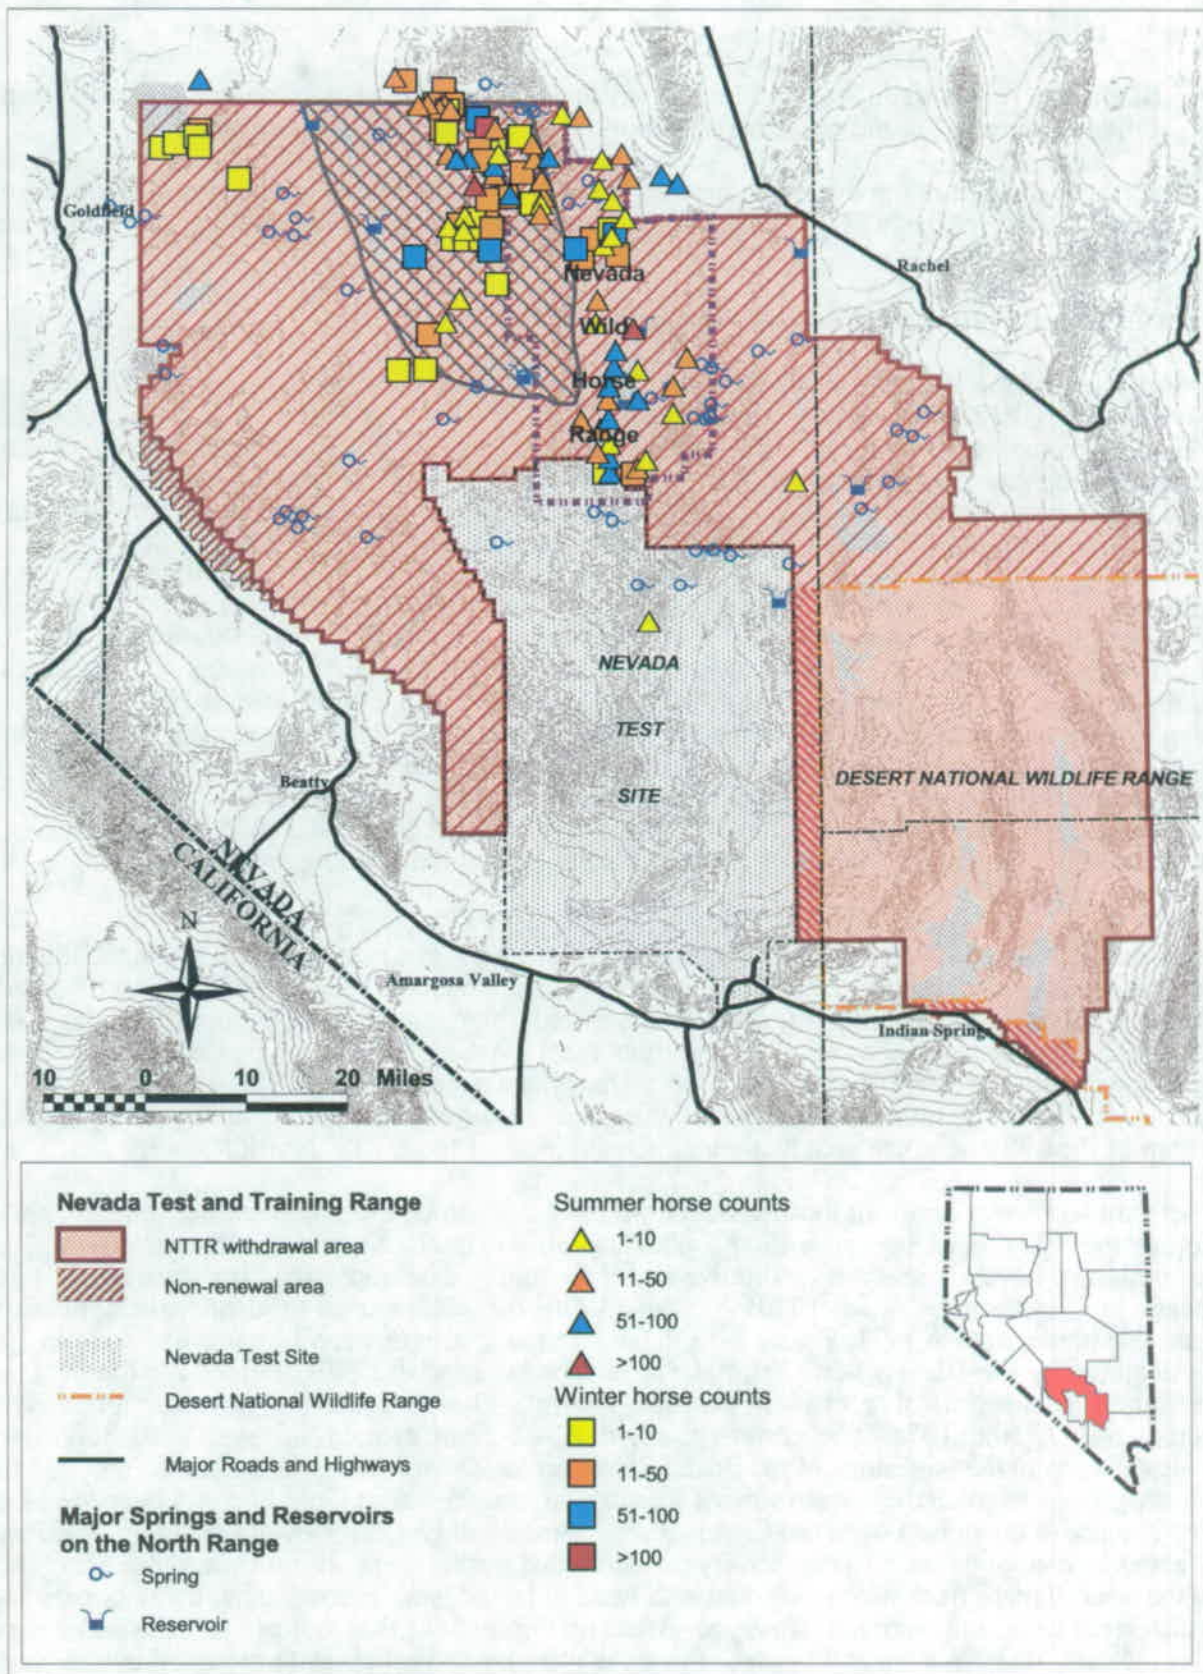 Goldfield
Rachel
Nevada
Wild
Horse
Range
NEVADA
TEST
SITE
DESERT NATIONAL WILDLIFE RANGE
Beatty
NEVADA
CALIFORNIA
N
Amargosa Valley
Indian Springs
10 0 10 20 Miles
Nevada Test and Training Range
NTTR withdrawal area
Non-renewal area
Nevada Test Site
Desert National Wildlife Range
Major Roads and Highways
Major Springs and Reservoirs
on the North Range
Spring
Reservoir
Summer horse counts
1-10
11-50
51-100
>100
Winter horse counts
1-10
11-50
51-100
>100